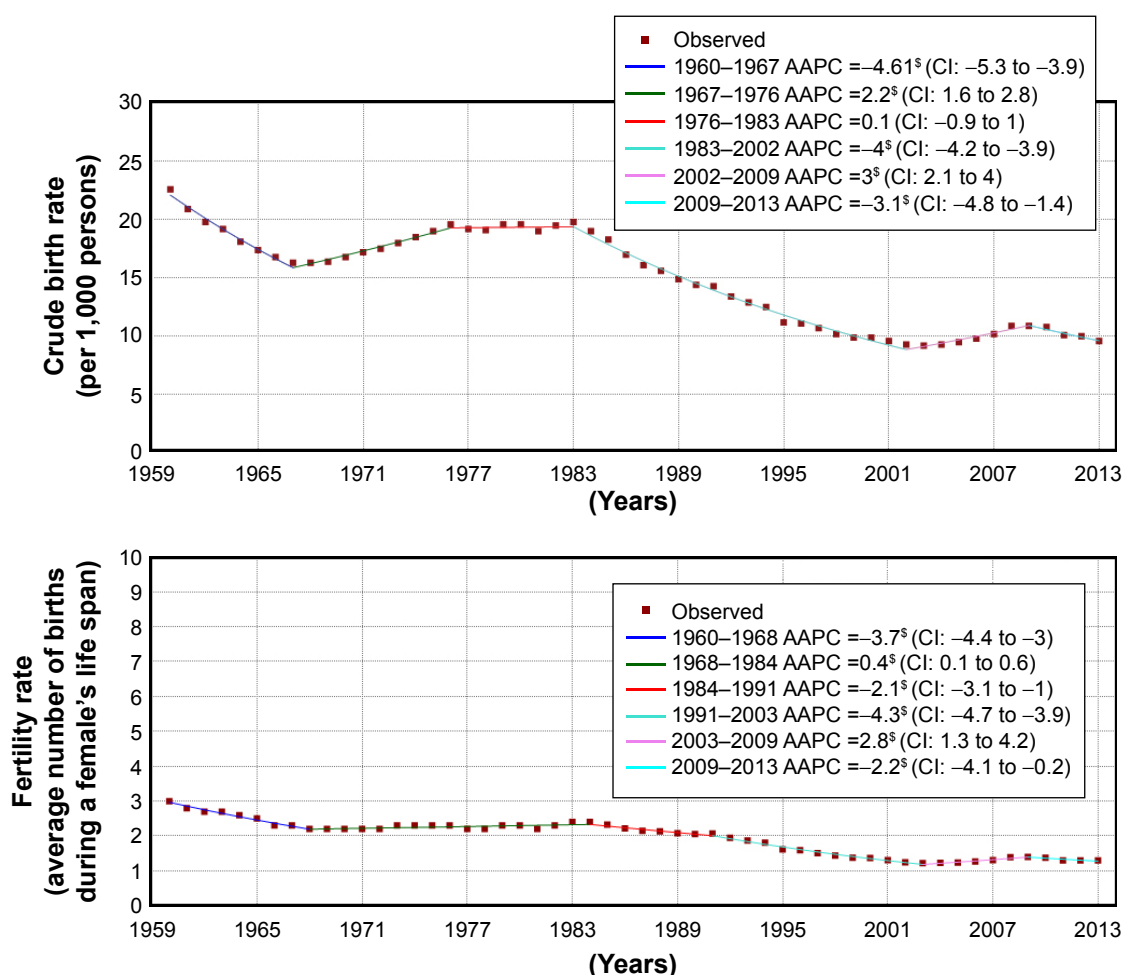 Observed
1960–1967 AAPC =–4.61$ (CI: –5.3 to –3.9)
1967–1976 AAPC =2.2$ (CI: 1.6 to 2.8)
1976–1983 AAPC =0.1 (CI: –0.9 to 1)
1983–2002 AAPC =–4$ (CI: –4.2 to –3.9)
2002–2009 AAPC =3$ (CI: 2.1 to 4)
2009–2013 AAPC =–3.1$ (CI: –4.8 to –1.4)
Crude birth rate
(per 1,000 persons)
30
25
20
15
10
5
0
1959 1965 1971 1977 1983 1989 1995 2001 2007 2013
(Years)
Fertility rate
(average number of births
during a female's life span)
10
9
8
7
6
5
4
3
2
1
0
Observed
1960–1968 AAPC =–3.7$ (CI: –4.4 to –3)
1968–1984 AAPC =0.4$ (CI: 0.1 to 0.6)
1984–1991 AAPC =–2.1$ (CI: –3.1 to –1)
1991–2003 AAPC =–4.3$ (CI: –4.7 to –3.9)
2003–2009 AAPC =2.8$ (CI: 1.3 to 4.2)
2009–2013 AAPC =–2.2$ (CI: –4.1 to –0.2)
1959 1965 1971 1977 1983 1989 1995 2001 2007 2013
(Years)